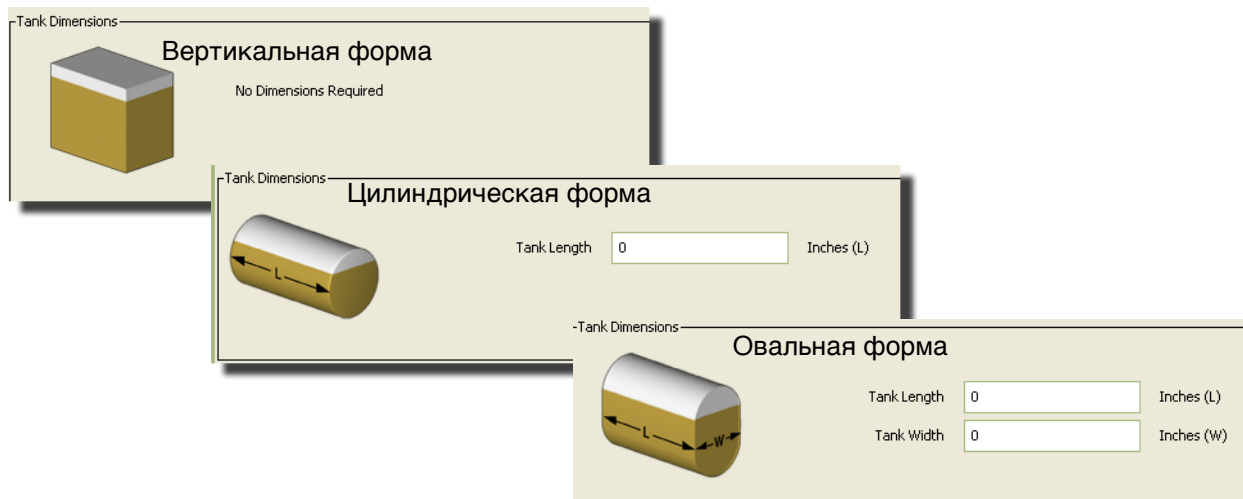 Tank Dimensions
Вертикальная форма
No Dimensions Required
Tank Dimensions
Цилиндрическая форма
Tank Length 0 Inches (L)
L
Tank Dimensions
Овальная форма
Tank Length 0 Inches (L)
Tank Width 0 Inches (W)
L W